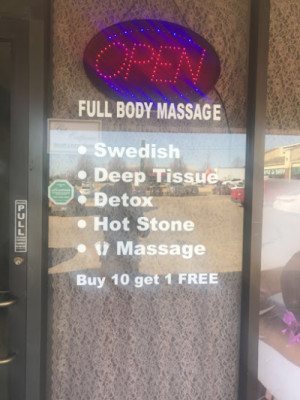 OPEN
FULL BODY MASSAGE
• Swedish
• Deep Tissue
• Detox
• Hot Stone
• 👣 Massage
Buy 10 get 1 FREE
PULL